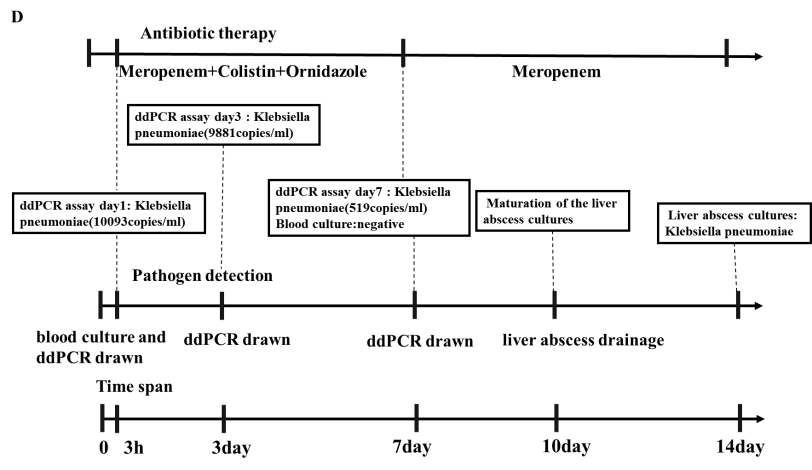 D
Antibiotic therapy
Meropenem+Colistin+Ornidazole
Meropenem
ddPCR assay day3 : Klebsiella
pneumoniae(9881copies/ml)
ddPCR assay day1: Klebsiella
pneumoniae(10093copies/ml)
ddPCR assay day7 : Klebsiella
pneumoniae(519copies/ml)
Blood culture:negative
Maturation of the liver
abscess cultures
Liver abscess cultures:
Klebsiella pneumoniae
Pathogen detection
blood culture and
ddPCR drawn
ddPCR drawn
ddPCR drawn
liver abscess drainage
Time span
0
3h
3day
7day
10day
14day